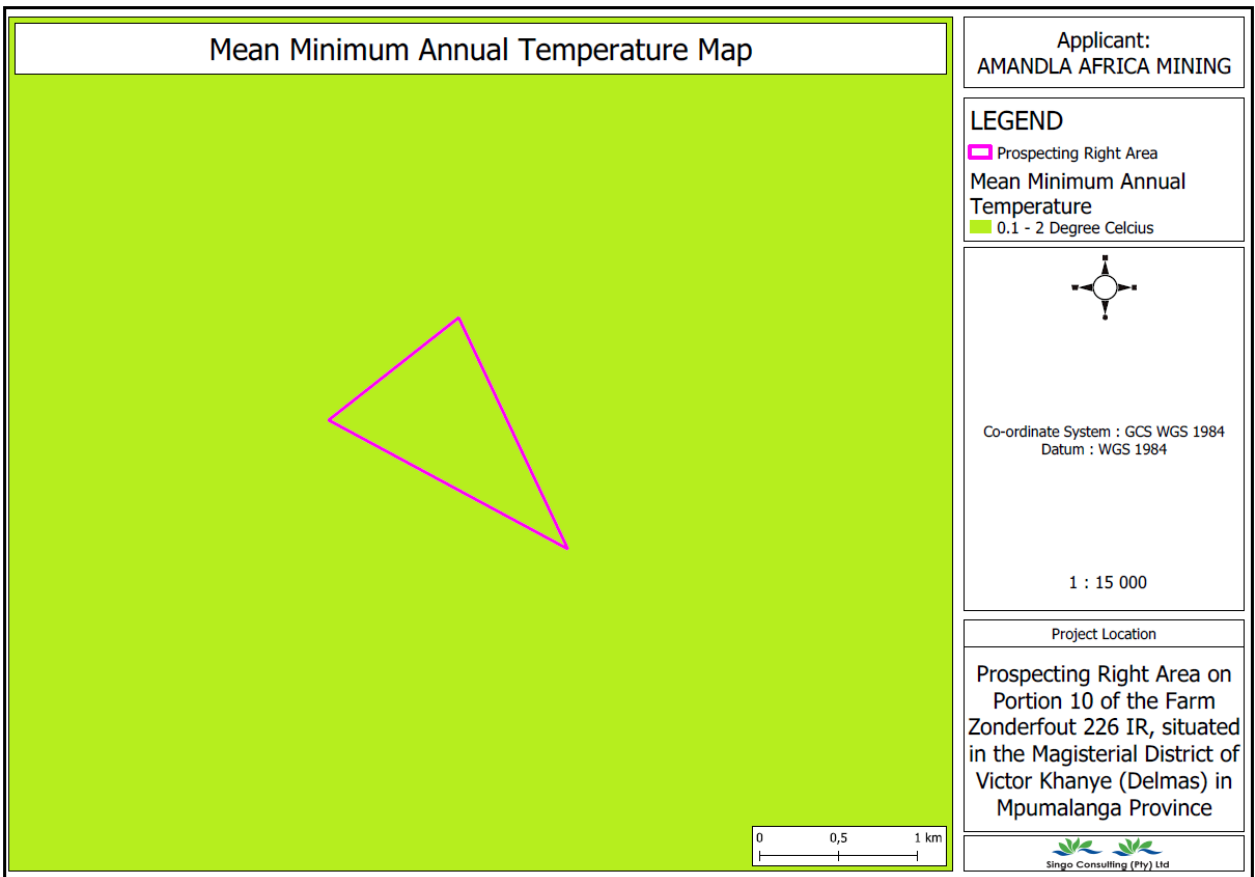 Mean Minimum Annual Temperature Map
Applicant:
AMANDLA AFRICA MINING
LEGEND
Prospecting Right Area
Mean Minimum Annual
Temperature
0.1 - 2 Degree Celcius
Co-ordinate System : GCS WGS 1984
Datum : WGS 1984
1 : 15 000
Project Location
Prospecting Right Area on
Portion 10 of the Farm
Zonderfout 226 IR, situated
in the Magisterial District of
Victor Khanye (Delmas) in
Mpumalanga Province
0 0,5 1 km
Singo Consulting (Pty) Ltd